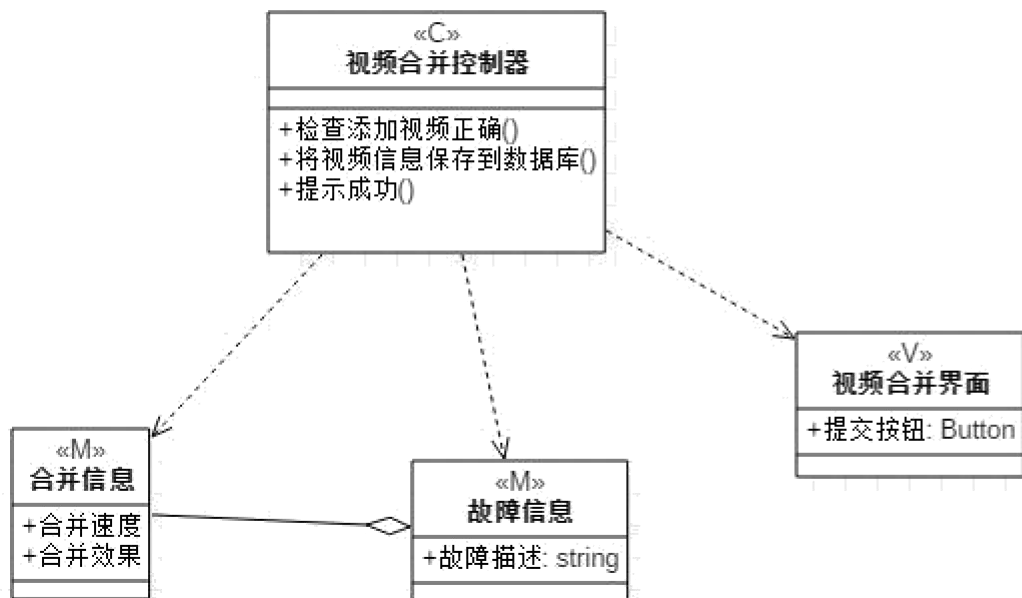 «C»
视频合并控制器
+检查添加视频正确()
+将视频信息保存到数据库()
+提示成功()
«V»
视频合并界面
+提交按钮: Button
«M»
合并信息
+合并速度
+合并效果
«M»
故障信息
+故障描述: string